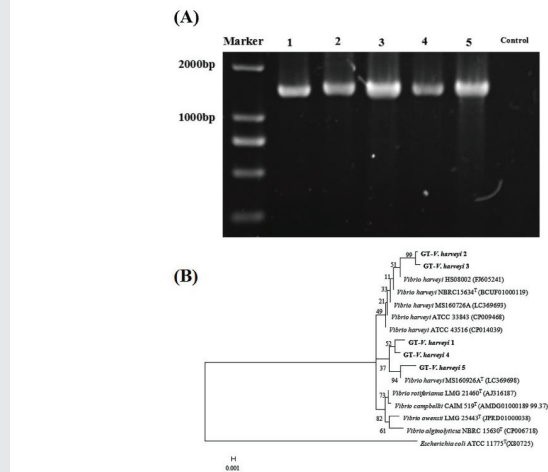 (A)
Marker 1 2 3 4 5 Control
2000bp
1000bp
(B)
99 GT-V. harveyi 2
51 GT-V. harveyi 3
11 Vibrio harveyi HS08002 (FJ605241)
33 Vibrio harveyi NBRC15634T (BCUF01000119)
21 Vibrio harveyi MS160726A (LC369693)
49 Vibrio harveyi ATCC 33843 (CP009468)
Vibrio harveyi ATCC 43516 (CP014039)
52 GT-V. harveyi 1
GT-V. harveyi 4
37 GT-V. harveyi 5
94 Vibrio harveyi MS160926AT (LC369698)
73 Vibrio rotiferianus LMG 21460T (AJ316187)
Vibrio campbellii CAIM 519T (AMDG01000189 99.37)
82 Vibrio owensii LMG 25443T (JPRD01000038)
61 Vibrio alginolyticus NBRC 15630T (CP006718)
Escherichia coli ATCC 11775T (X80725)
0.001